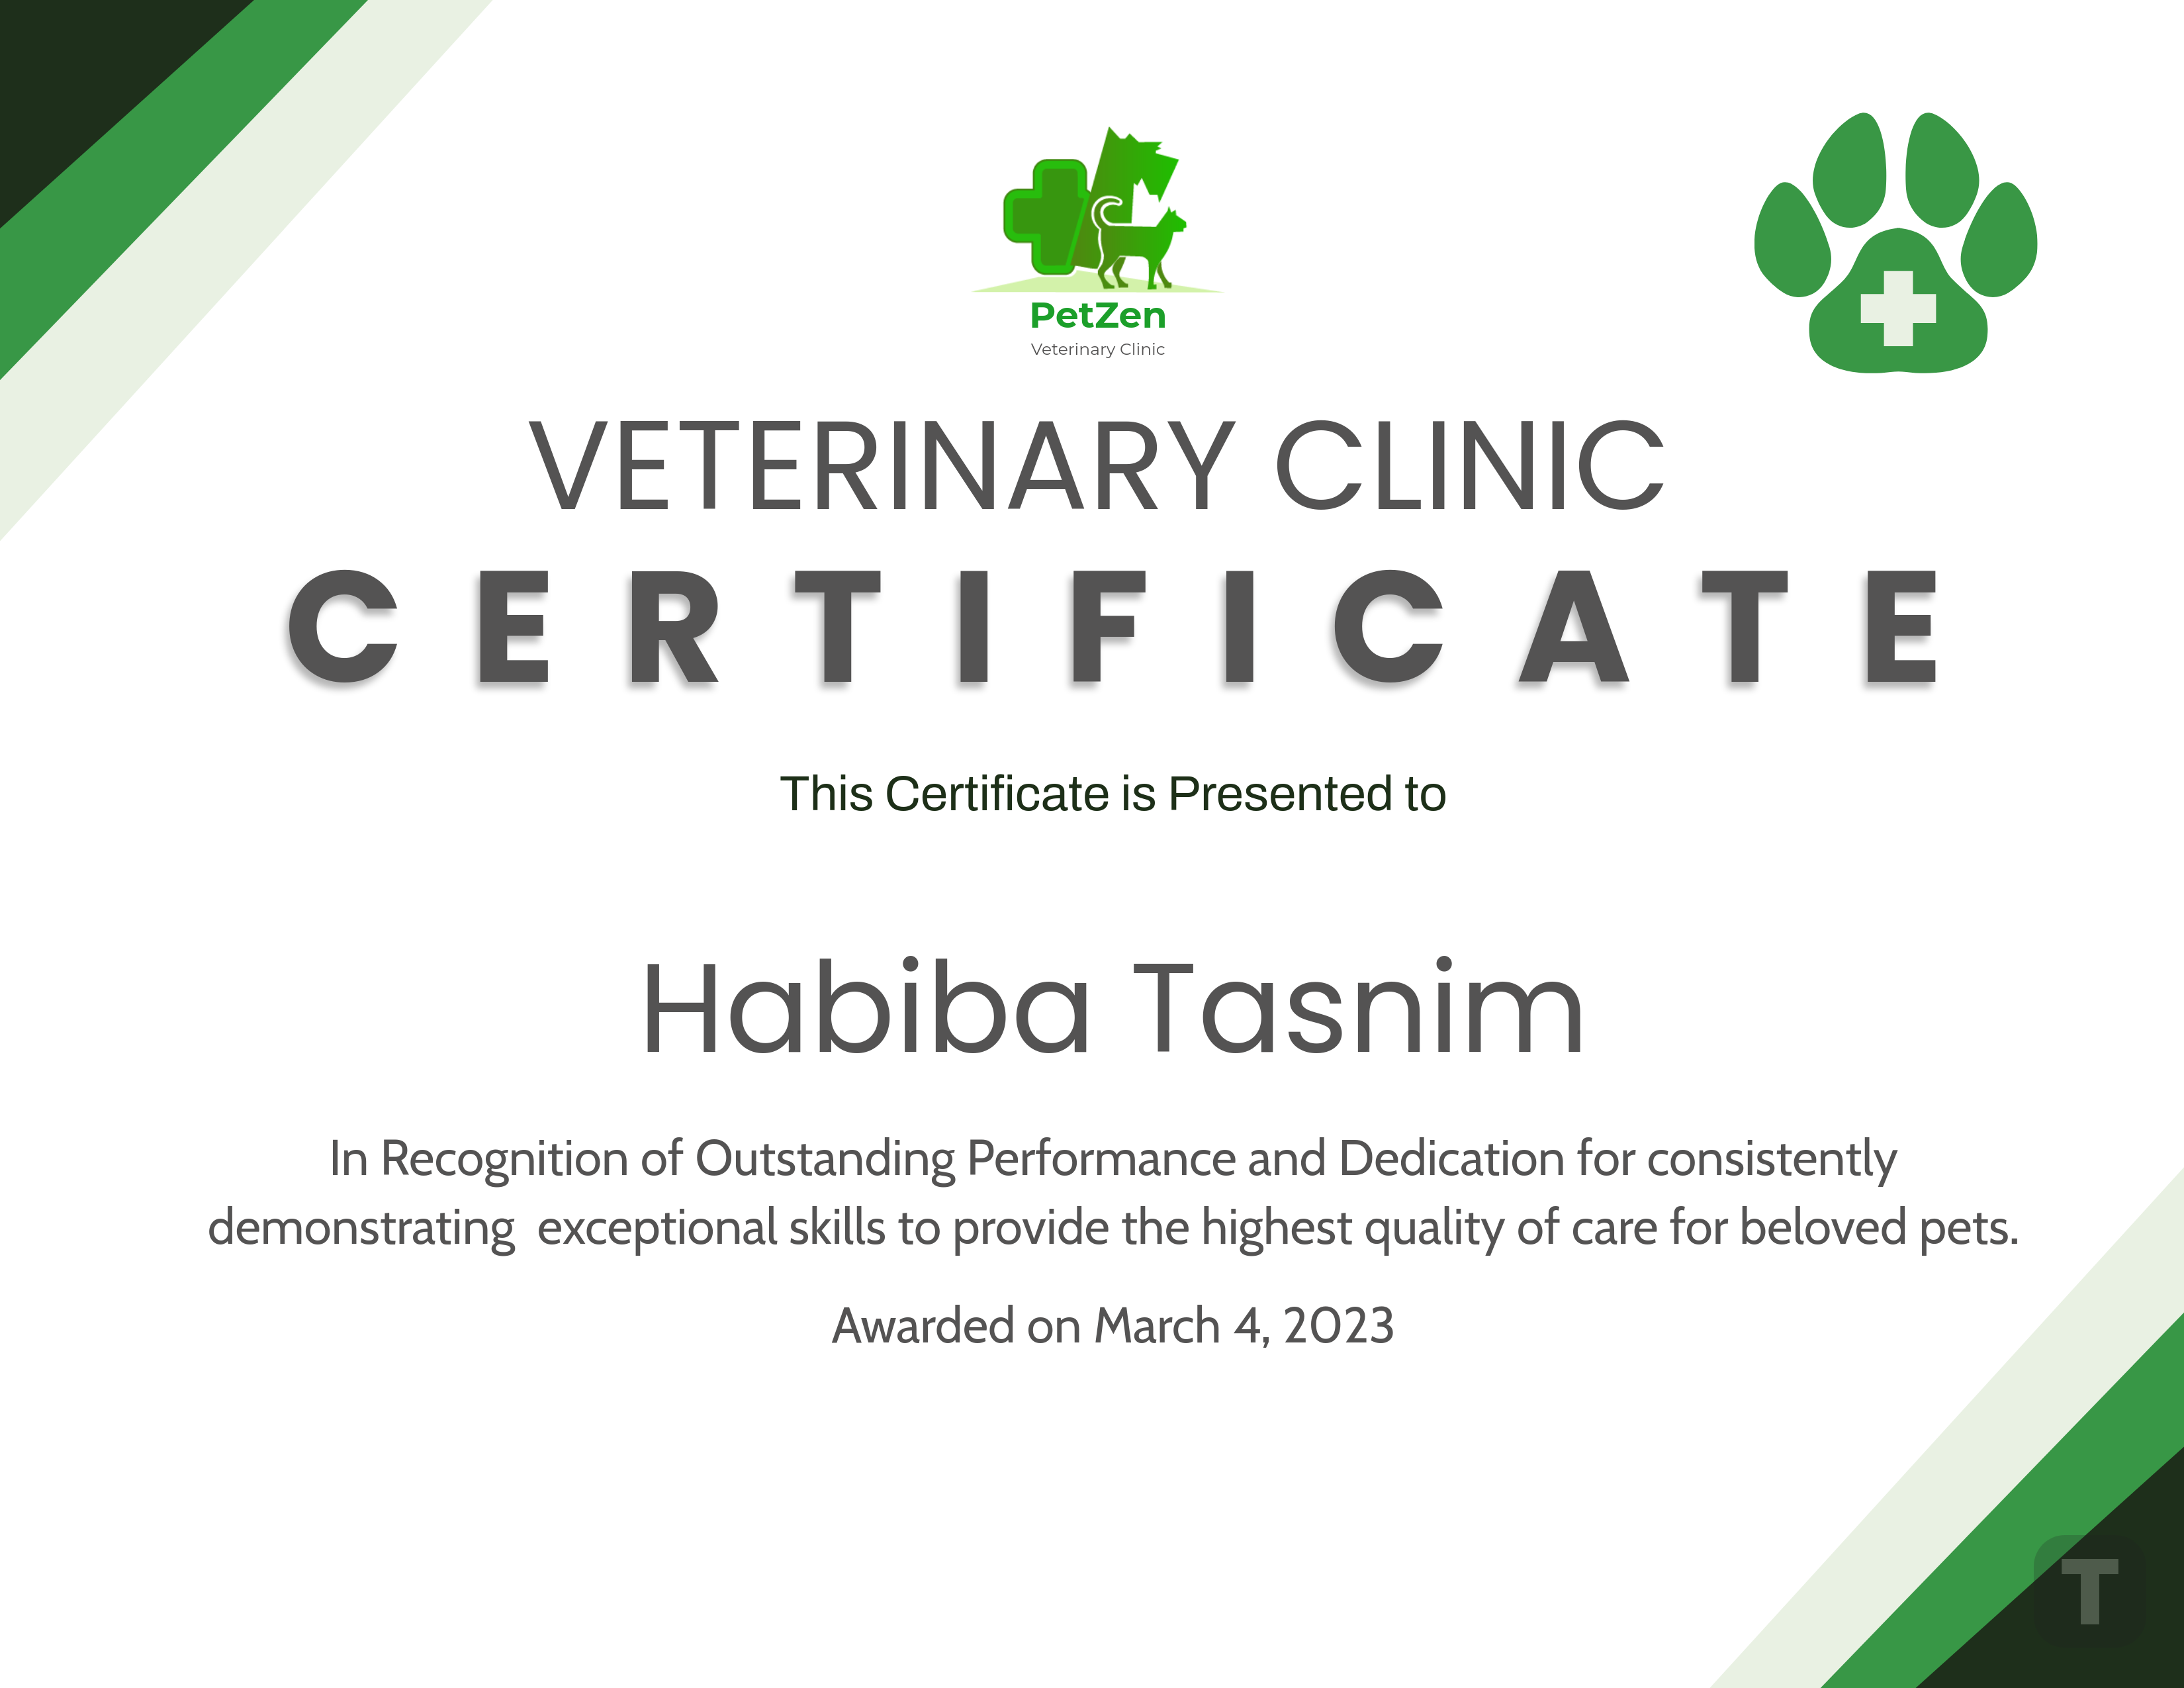 PetZen
Veterinary Clinic
VETERINARY CLINIC
CERTIFICATE
This Certificate is Presented to
Habiba Tasnim
In Recognition of Outstanding Performance and Dedication for consistently
demonstrating  exceptional skills to provide the highest quality of care for beloved pets.
Awarded on March 4, 2023
T